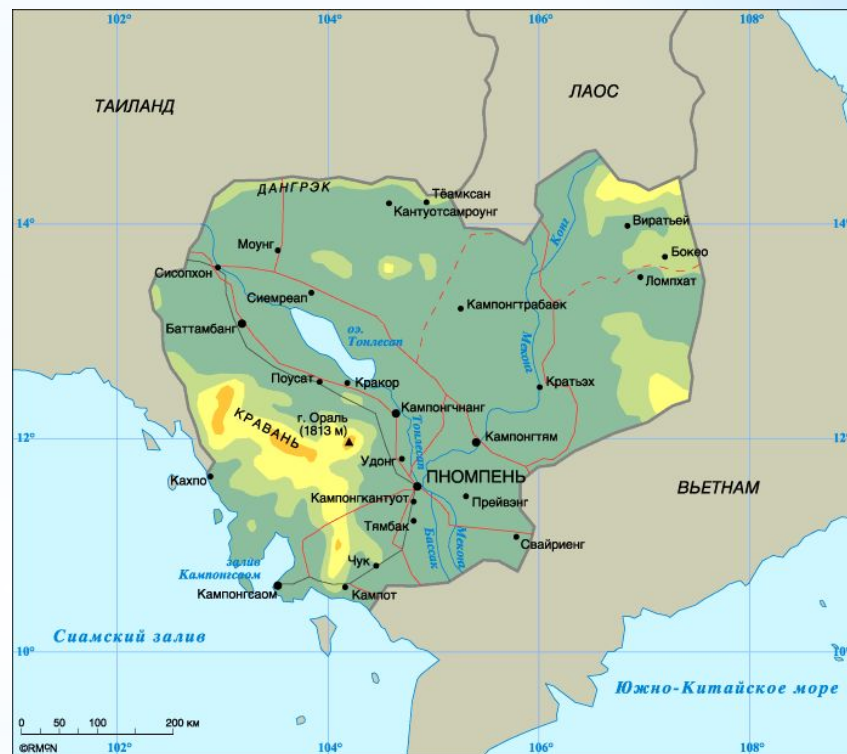 102°
104°
106°
108°
ТАИЛАНД
ЛАОС
ДАНГРЭК
Тёамксан
Кантуотсамроунг
14°
14°
Конг
Виратьей
Моунг
Бокео
Сисопхон
Ломпхат
Сиемреап
Кампонгтрабаек
Баттамбанг
оз.
Тонлесап
Меконг
Поусат
Кракор
Кратьэх
КРАВАНЬ
г. Ораль
(1813 м)
Кампонгчнанг
Тонлесап
12°
12°
Кампонгтям
Удонг
ПНОМПЕНЬ
Кахпо
ВЬЕТНАМ
Кампонгкантуот
Прейвэнг
Тямбак
Бассак
Меконг
Свайриенг
залив
Кампонгсаом
Чук
Кампонгсаом
Кампот
Сиамский залив
10°
10°
Южно-Китайское море
0 50 100 200 км
©RMCN
102°
104°
106°
108°